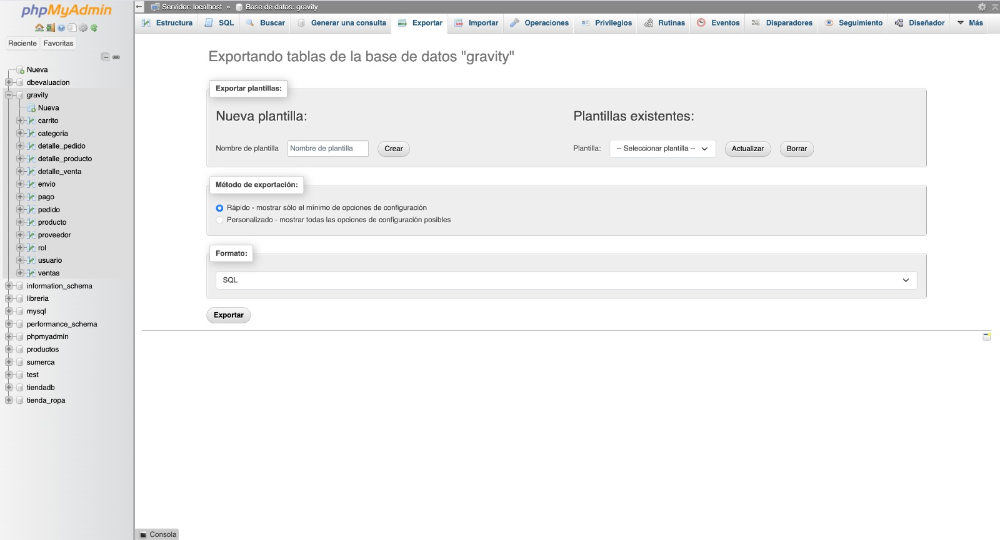 phpMyAdmin
Reciente Favoritas
Nueva
dbevaluacion
gravity
Nueva
carrito
categoria
detalle_pedido
detalle_producto
detalle_venta
envio
pago
pedido
producto
proveedor
rol
usuario
ventas
information_schema
libreria
mysql
performance_schema
phpmyadmin
productos
sumerca
test
tiendadb
tienda_ropa
Servidor: localhost » Base de datos: gravity
Estructura SQL Buscar Generar una consulta Exportar Importar Operaciones Privilegios Rutinas Eventos Disparadores Seguimiento Diseñador Más
Exportando tablas de la base de datos "gravity"
Exportar plantillas:
Nueva plantilla:
Nombre de plantilla Nombre de plantilla Crear
Plantillas existentes:
Plantilla: -- Seleccionar plantilla -- Actualizar Borrar
Método de exportación:
Rápido - mostrar sólo el mínimo de opciones de configuración
Personalizado - mostrar todas las opciones de configuración posibles
Formato:
SQL
Exportar
Consola